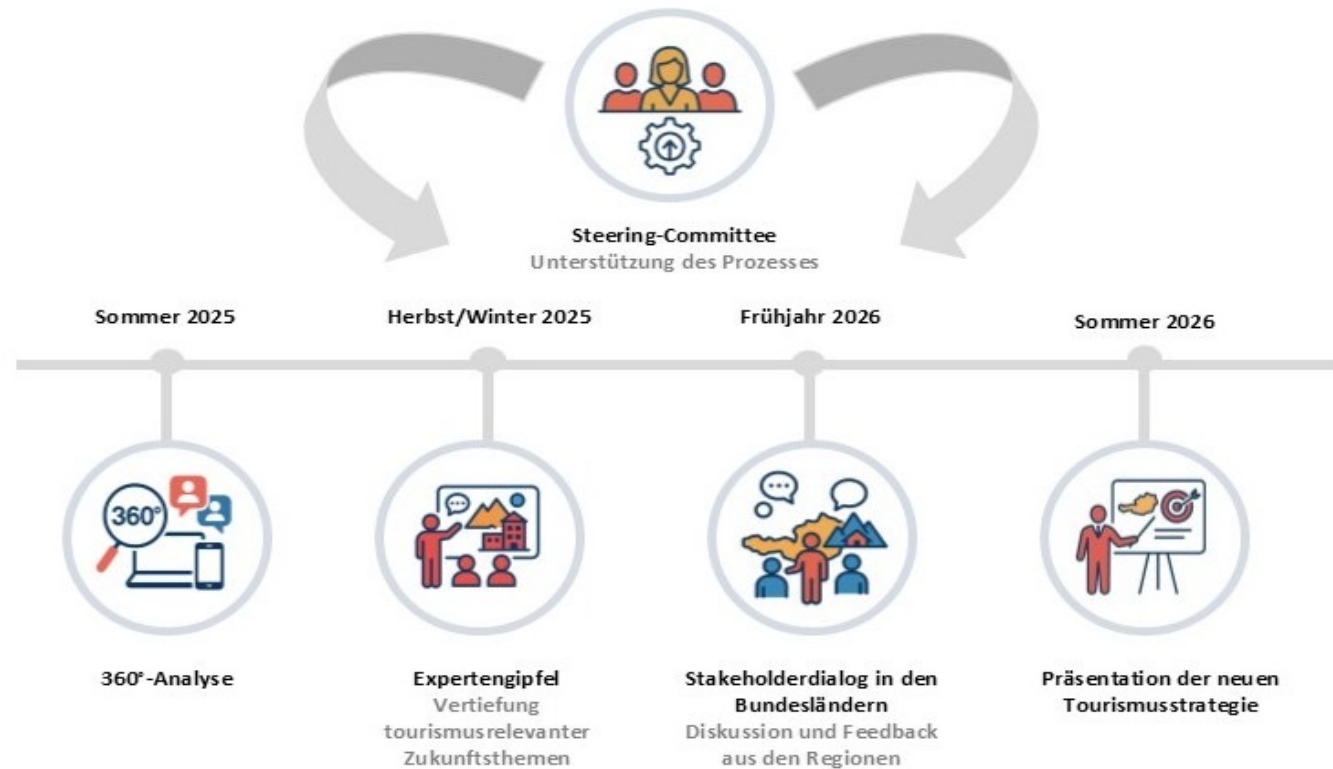 Steering-Committee
Unterstützung des Prozesses
Sommer 2025
Herbst/Winter 2025
Frühjahr 2026
Sommer 2026
360°
360°-Analyse
Expertengipfel
Vertiefung
tourismusrelevanter
Zukunftsthemen
Stakeholderdialog in den
Bundesländern
Diskussion und Feedback
aus den Regionen
Präsentation der neuen
Tourismusstrategie